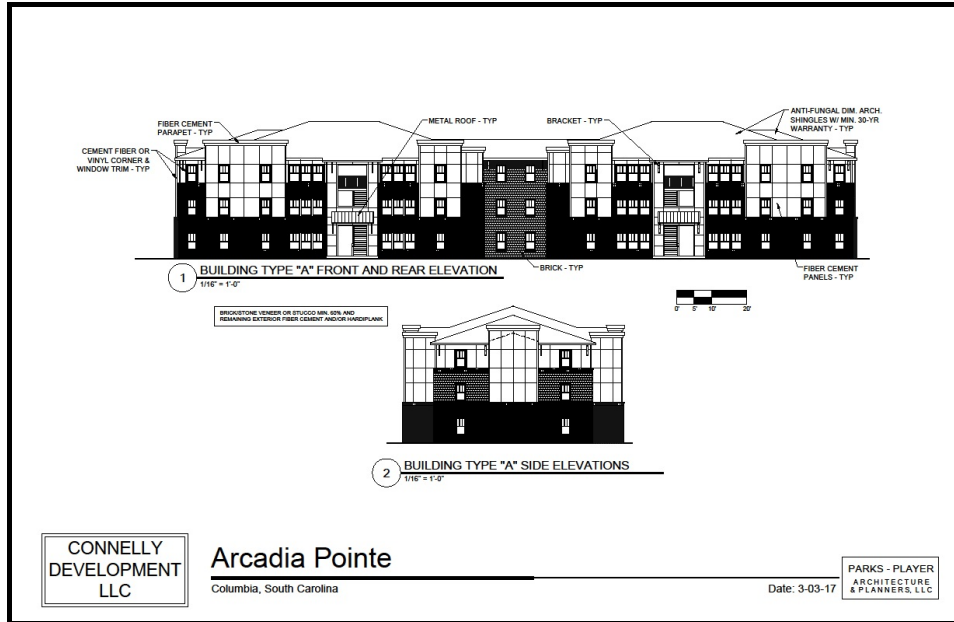 FIBER CEMENT
PARAPET - TYP
CEMENT FIBER OR
VINYL CORNER &
WINDOW TRIM - TYP
METAL ROOF - TYP
BRACKET - TYP
ANTI-FUNGAL DIM. ARCH.
SHINGLES W/ MIN. 30-YR
WARRANTY - TYP
1
BUILDING TYPE "A" FRONT AND REAR ELEVATION
1/16" = 1'-0"
BRICK - TYP
FIBER CEMENT
PANELS - TYP
0' 5' 10' 20'
BRICK/STONE VENEER OR STUCCO MIN. 60% AND
REMAINING EXTERIOR FIBER CEMENT AND/OR HARDIPLANK
2
BUILDING TYPE "A" SIDE ELEVATIONS
1/16" = 1'-0"
CONNELLY
DEVELOPMENT
LLC
Arcadia Pointe
Columbia, South Carolina
Date: 3-03-17
PARKS - PLAYER
ARCHITECTURE
& PLANNERS, LLC